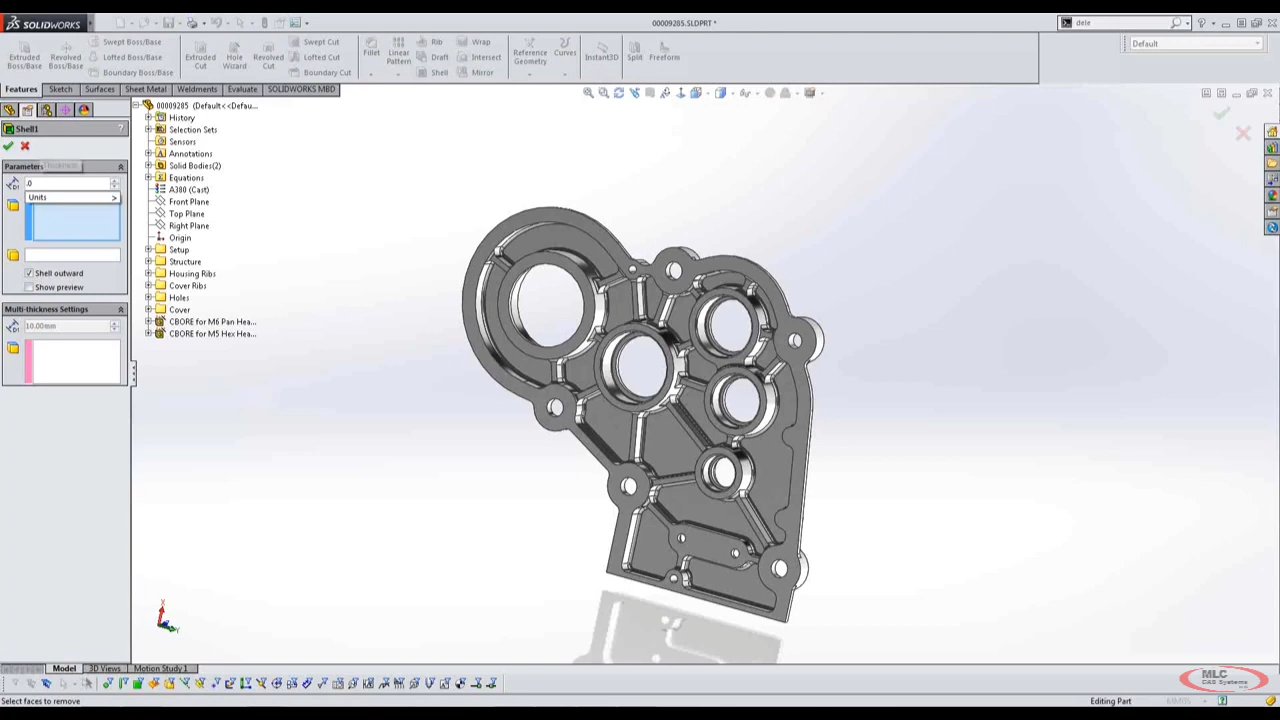 SOLIDWORKS
00009285.SLDPRT *
dele
Extruded Boss/Base
Revolved Boss/Base
Swept Boss/Base
Lofted Boss/Base
Boundary Boss/Base
Extruded Cut
Hole Wizard
Revolved Cut
Swept Cut
Lofted Cut
Boundary Cut
Fillet
Linear Pattern
Rib
Draft
Shell
Wrap
Intersect
Mirror
Reference Geometry
Curves
Instant3D
Split
Freeform
Default
Features
Sketch
Surfaces
Sheet Metal
Weldments
Evaluate
SOLIDWORKS MBD
Shell1
?
Parameters
Thickness
.0
Units >
Shell outward
Show preview
Multi-thickness Settings
10.00mm
00009285 (Default<<Defau...
History
Selection Sets
Sensors
Annotations
Solid Bodies(2)
Equations
A380 (Cast)
Front Plane
Top Plane
Right Plane
Origin
Setup
Structure
Housing Ribs
Cover Ribs
Holes
Cover
CBORE for M6 Pan Hea...
CBORE for M5 Hex Hea...
Model
3D Views
Motion Study 1
MLC
CAD Systems
Select faces to remove
Editing Part